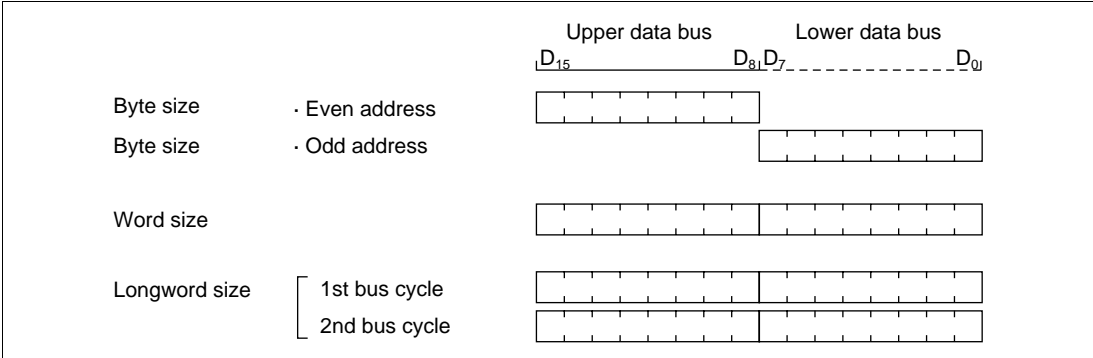 Upper data bus Lower data bus
D15 D8 D7 D0
Byte size · Even address
Byte size · Odd address
Word size
Longword size 1st bus cycle
2nd bus cycle